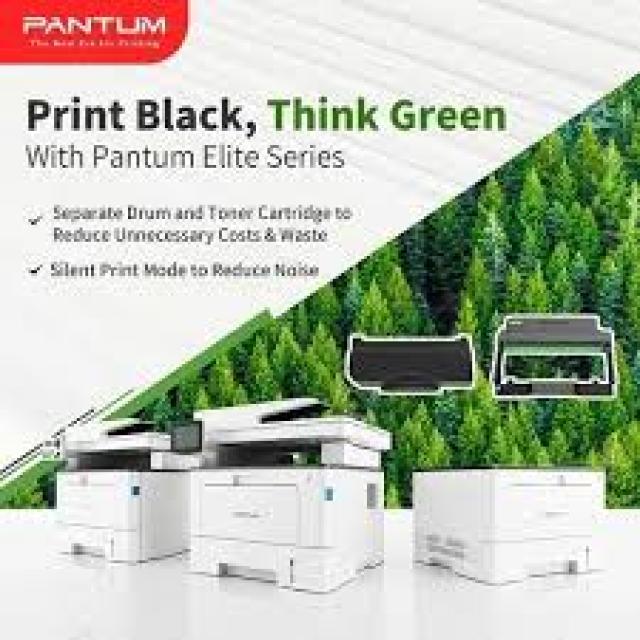 PANTUM
Print Black, Think Green
With Pantum Elite Series
Separate Drum and Toner Cartridge to
Reduce Unnecessary Costs & Waste
Silent Print Mode to Reduce Noise